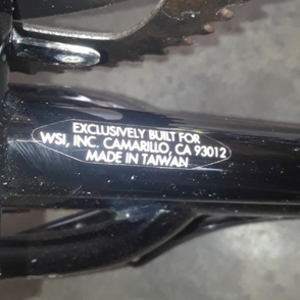 EXCLUSIVELY BUILT FOR
WSI, INC. CAMARILLO, CA 93012
MADE IN TAIWAN